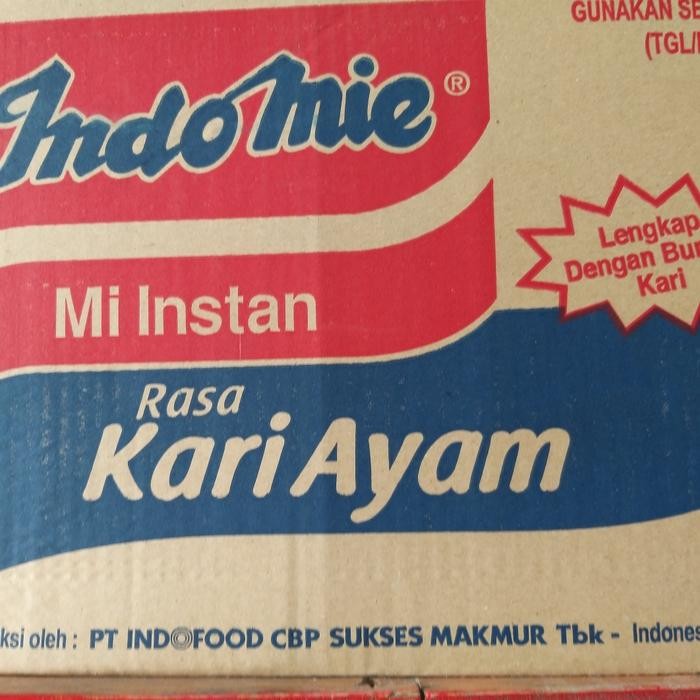 GUNAKAN SE
(TGL/
Indomie®
Lengkap
Dengan Bu
Kari
Mi Instan
Rasa
Kari Ayam
ksi oleh : PT INDOFOOD CBP SUKSES MAKMUR Tbk - Indones